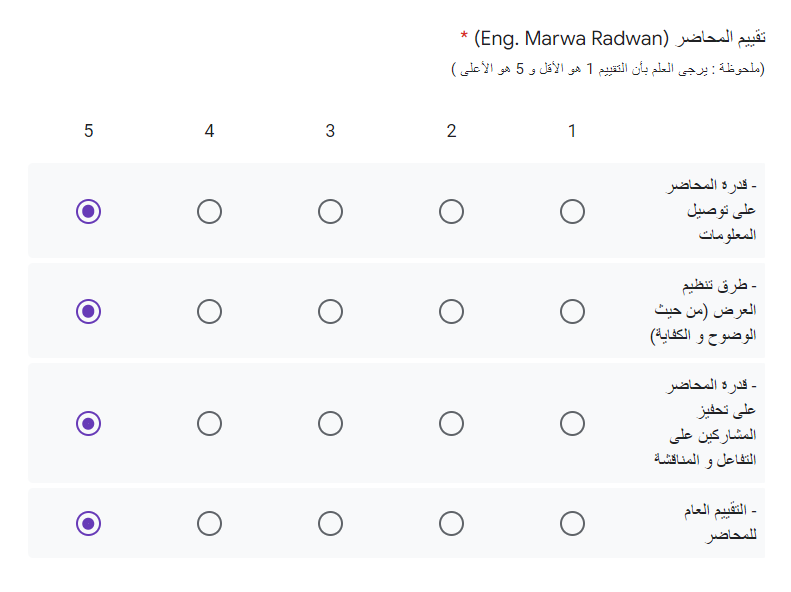 تقييم المحاضر (Eng. Marwa Radwan) *
(ملحوظة : يرجى العلم بأن التقييم 1 هو الأقل و 5 هو الأعلى )
1 2 3 4 5
- قدرة المحاضر
على توصيل
المعلومات
- طرق تنظيم
العرض (من حيث
الوضوح و الكفاية)
- قدرة المحاضر
على تحفيز
المشاركين على
التفاعل و المناقشة
- التقييم العام
للمحاضر